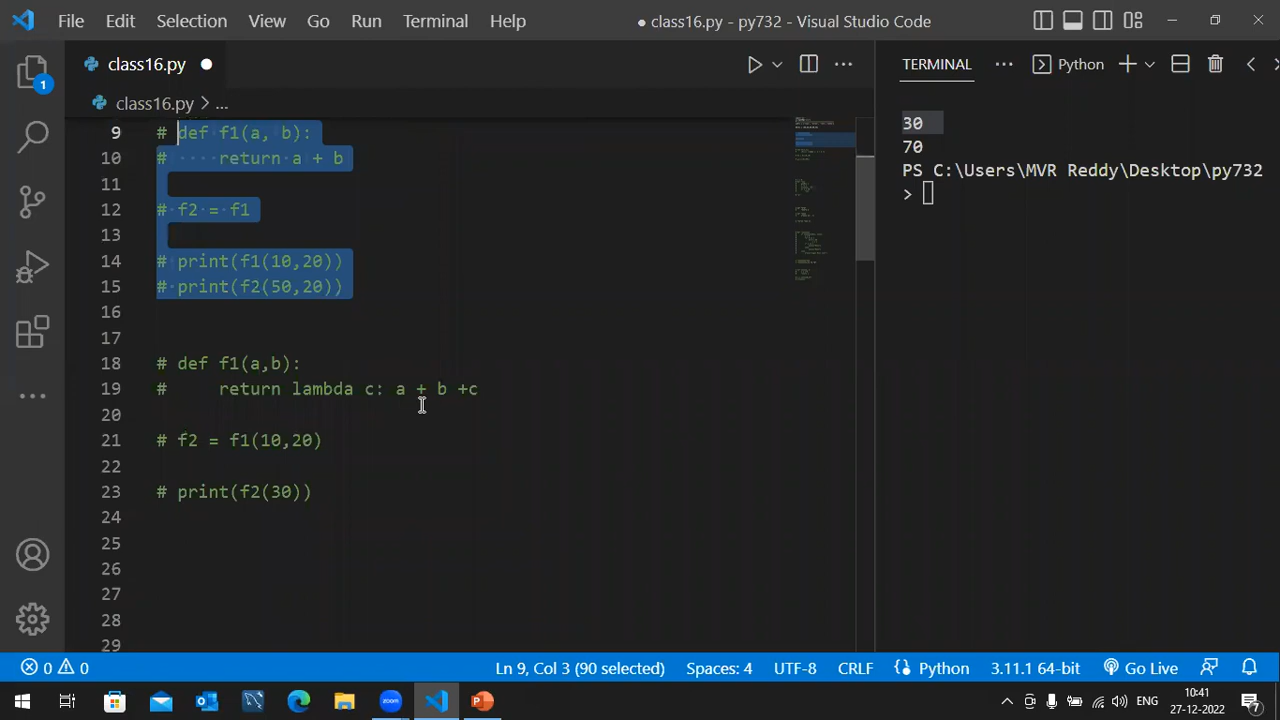 File Edit Selection View Go Run Terminal Help
● class16.py - py732 - Visual Studio Code
class16.py ●
class16.py > ...
9 # def f1(a, b):
10 #     return a + b
11
12 # f2 = f1
13
14 # print(f1(10,20))
15 # print(f2(50,20))
16
17
18 # def f1(a,b):
19 #     return lambda c: a + b +c
20
21 # f2 = f1(10,20)
22
23 # print(f2(30))
24
25
26
27
28
29
TERMINAL ... Python
30
70
PS C:\Users\MVR Reddy\Desktop\py732
>
1
0 0
Ln 9, Col 3 (90 selected) Spaces: 4 UTF-8 CRLF Python 3.11.1 64-bit Go Live
zoom
ENG
10:41
27-12-2022
7